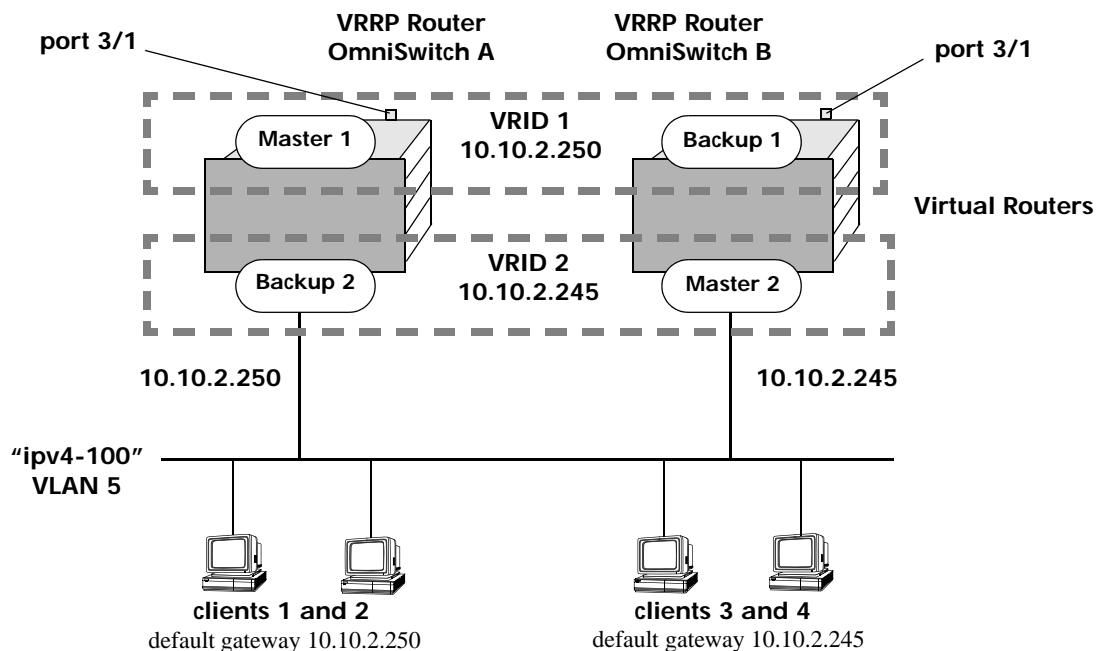 VRRP Router
OmniSwitch A
VRRP Router
OmniSwitch B
port 3/1
port 3/1
Master 1
VRID 1
10.10.2.250
Backup 1
Virtual Routers
Backup 2
VRID 2
10.10.2.245
Master 2
10.10.2.250
10.10.2.245
“ipv4-100”
VLAN 5
clients 1 and 2
default gateway 10.10.2.250
clients 3 and 4
default gateway 10.10.2.245